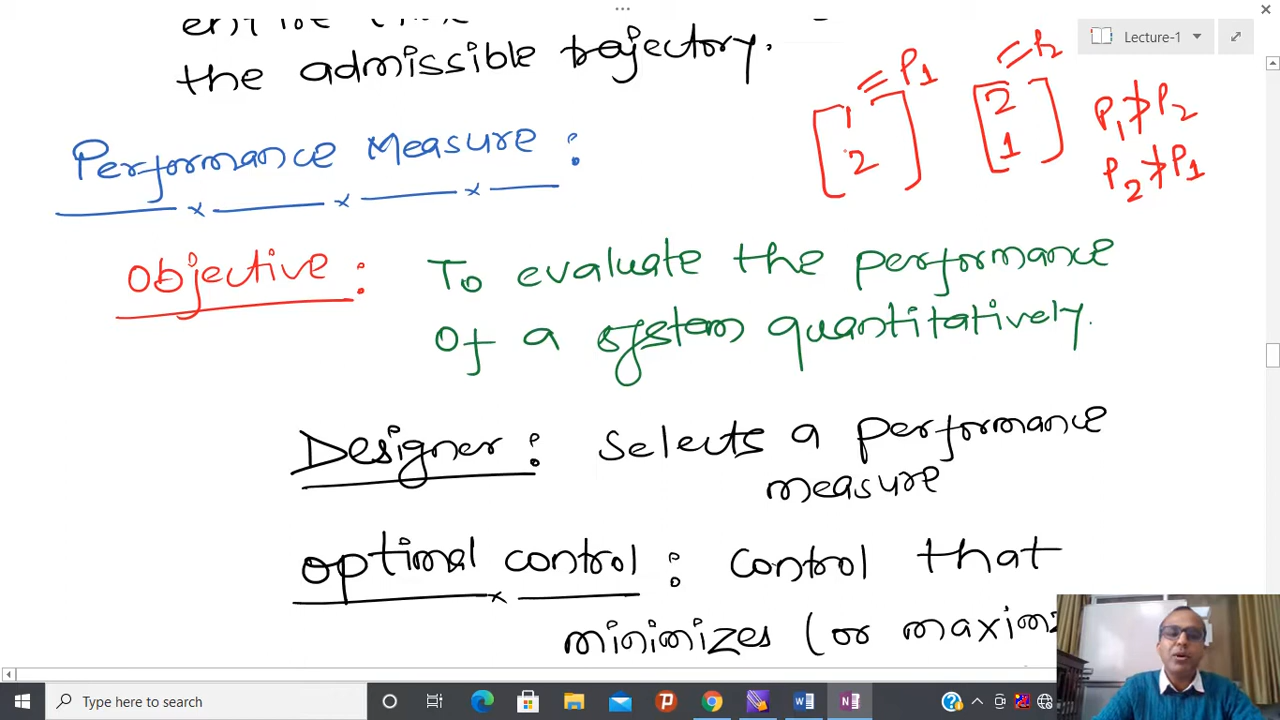 the admissible trajectory.
= P1
[1 2]
[2 1]
P1 ≯ P2
P2 ≯ P1
Lecture-1
Performance Measure :
Objective : To evaluate the performance
of a system quantitatively.
Designer : Selects a performance
measure
optimal control : control that
minimizes (or
Type here to search